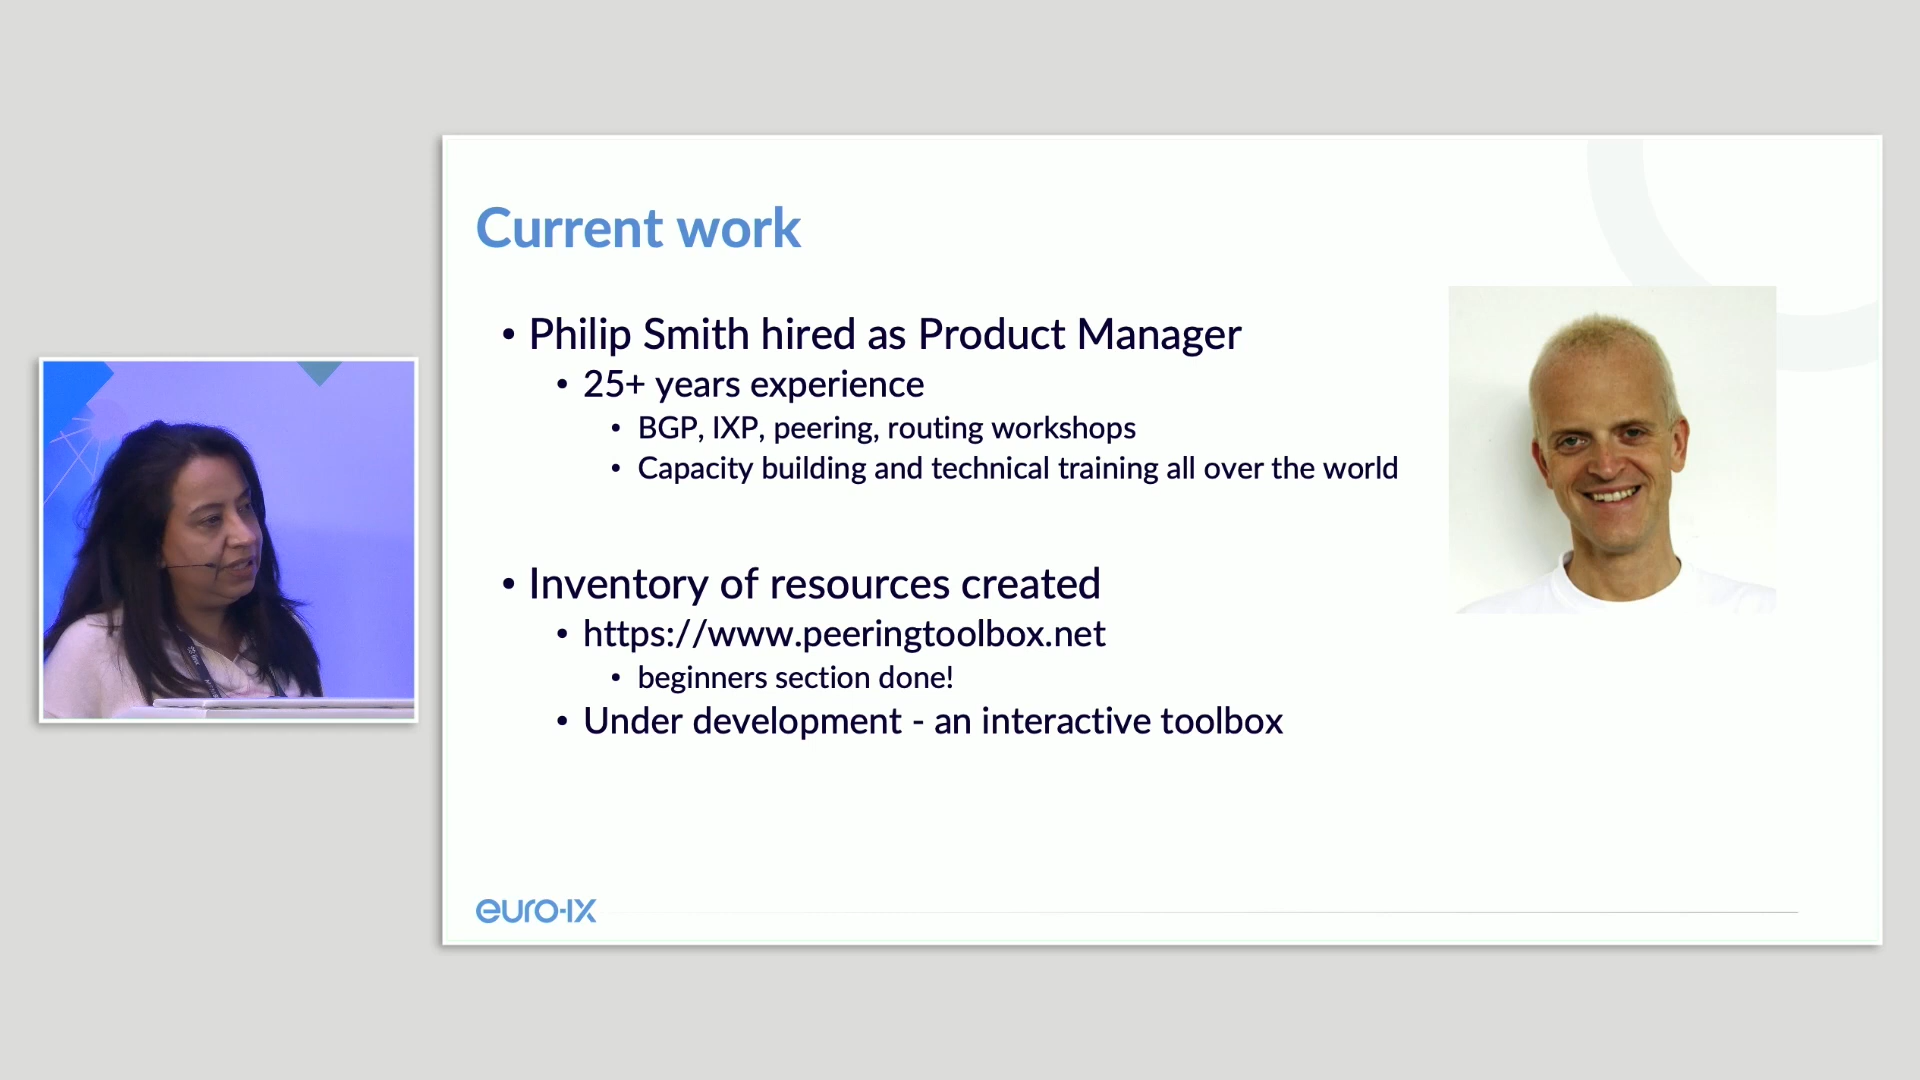 Current work
• Philip Smith hired as Product Manager
• 25+ years experience
• BGP, IXP, peering, routing workshops
• Capacity building and technical training all over the world
• Inventory of resources created
• https://www.peeringtoolbox.net
• beginners section done!
• Under development - an interactive toolbox
euro-ix